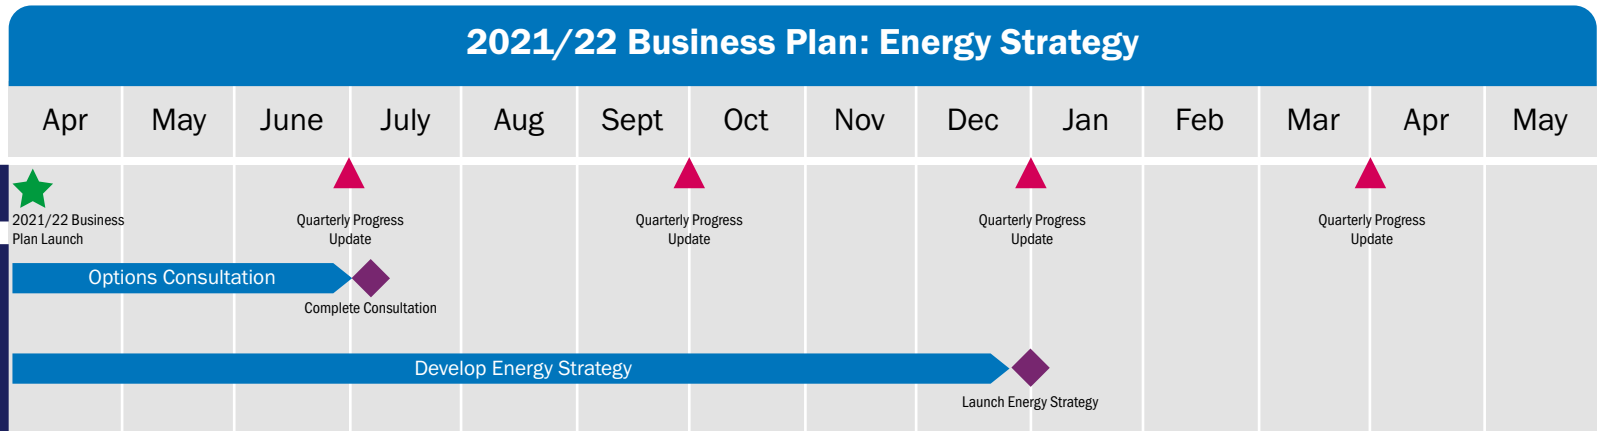 2021/22 Business Plan: Energy Strategy
Apr May June July Aug Sept Oct Nov Dec Jan Feb Mar Apr May
2021/22 Business
Plan Launch
Quarterly Progress
Update
Quarterly Progress
Update
Quarterly Progress
Update
Quarterly Progress
Update
Options Consultation
Complete Consultation
Develop Energy Strategy
Launch Energy Strategy